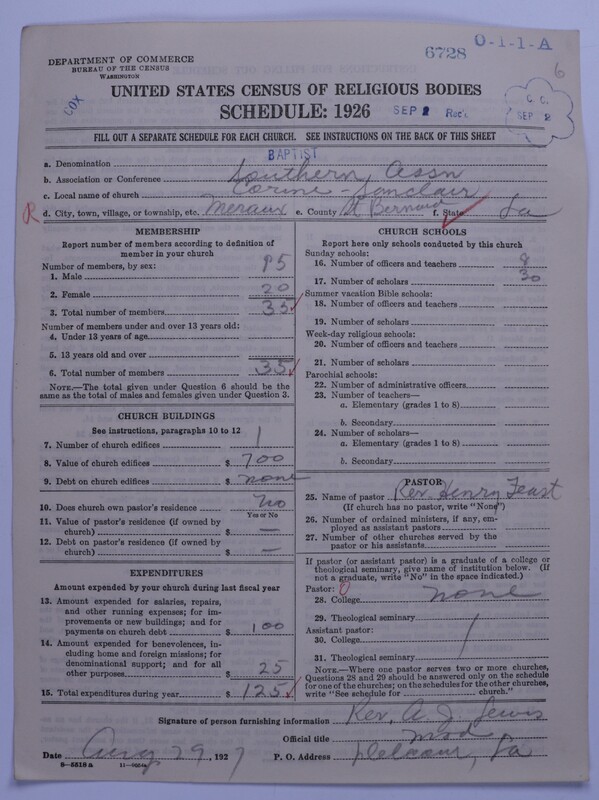 6728 O-1-1-A
DEPARTMENT OF COMMERCE
BUREAU OF THE CENSUS
WASHINGTON
COX
6
UNITED STATES CENSUS OF RELIGIOUS BODIES
SCHEDULE: 1926
SEP 2 Rec'd
C. C.
SEP 2
FILL OUT A SEPARATE SCHEDULE FOR EACH CHURCH. SEE INSTRUCTIONS ON THE BACK OF THIS SHEET
a. Denomination BAPTIST
b. Association or Conference Southern Assn
c. Local name of church Corine-Sanclair
R d. City, town, village, or township, etc. Meraux e. County St Bernard f. State La
MEMBERSHIP
Report number of members according to definition of
member in your church
Number of members, by sex:
1. Male 15
2. Female 20
3. Total number of members 35
Number of members under and over 13 years old:
4. Under 13 years of age
5. 13 years old and over
6. Total number of members 35
NOTE.—The total given under Question 6 should be
the same as the total of males and females given under Question 3.
CHURCH BUILDINGS
See instructions, paragraphs 10 to 12
7. Number of church edifices 1
8. Value of church edifices $ 700
9. Debt on church edifices $ none
10. Does church own pastor's residence? No
Yes or No
11. Value of pastor's residence (if owned by
church) $ —
12. Debt on pastor's residence (if owned by
church) $ —
EXPENDITURES
Amount expended by your church during last fiscal year
13. Amount expended for salaries, repairs,
and other running expenses; for im-
provements or new buildings; and for
payments on church debt $ 100
14. Amount expended for benevolences, in-
cluding home and foreign missions; for
denominational support; and for all
other purposes $ 25
15. Total expenditures during year $ 125
CHURCH SCHOOLS
Report here only schools conducted by this church
Sunday schools:
16. Number of officers and teachers 8
17. Number of scholars 30
Summer vacation Bible schools:
18. Number of officers and teachers
19. Number of scholars
Week-day religious schools:
20. Number of officers and teachers
21. Number of scholars
Parochial schools:
22. Number of administrative officers
23. Number of teachers—
a. Elementary (grades 1 to 8)
b. Secondary
24. Number of scholars—
a. Elementary (grades 1 to 8)
b. Secondary
PASTOR
25. Name of pastor Rev. Henry Feast
(If church has no pastor, write "None")
26. Number of ordained ministers, if any, em-
ployed as assistant pastors
27. Number of other churches served by the
pastor or his assistants
If pastor (or assistant pastor) is a graduate of a college or
theological seminary, give name of institution below. (If
not a graduate, write "No" in the space indicated.)
Pastor: 0
28. College none
29. Theological seminary
Assistant pastor:
30. College
31. Theological seminary
NOTE.—Where one pastor serves two or more churches,
Questions 28 and 29 should be answered only on the schedule
for one of the churches; on the schedules for the other churches,
write "See schedule for church."
Signature of person furnishing information Rev. A J Lewis
Official title Mod
Date Aug 29, 1927 P. O. Address Delcour, La
8—5518 a